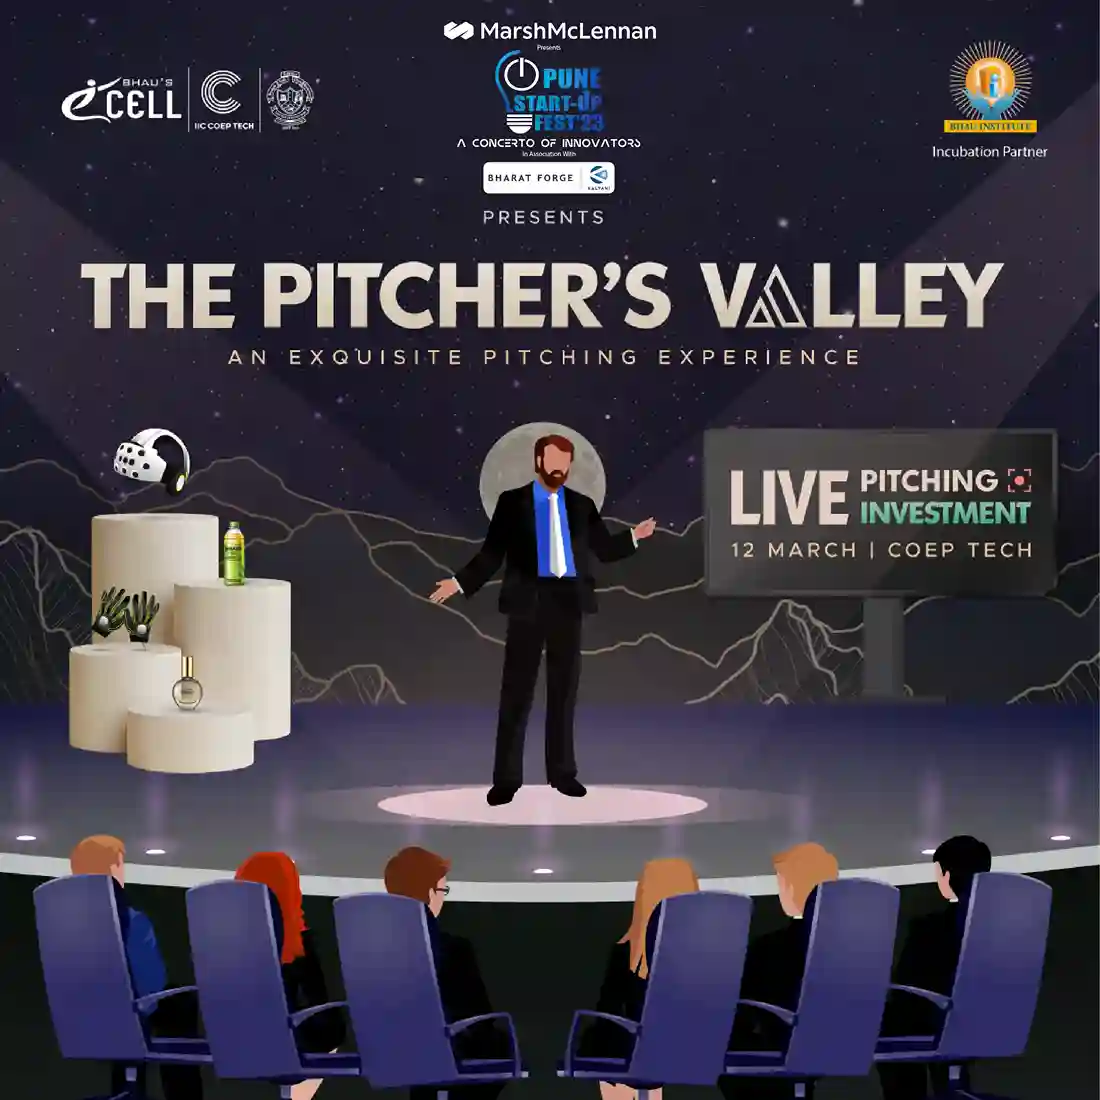 MarshMcLennan
Presents
BHAU'S
e CELL
IIC COEP TECH
PUNE
START-UP
FEST'23
A CONCERTO OF INNOVATORS
In Association With
BHARAT FORGE
KALYANI
BHAU INSTITUTE
Incubation Partner
PRESENTS
THE PITCHER'S VALLEY
AN EXQUISITE PITCHING EXPERIENCE
LIVE PITCHING
INVESTMENT
12 MARCH | COEP TECH